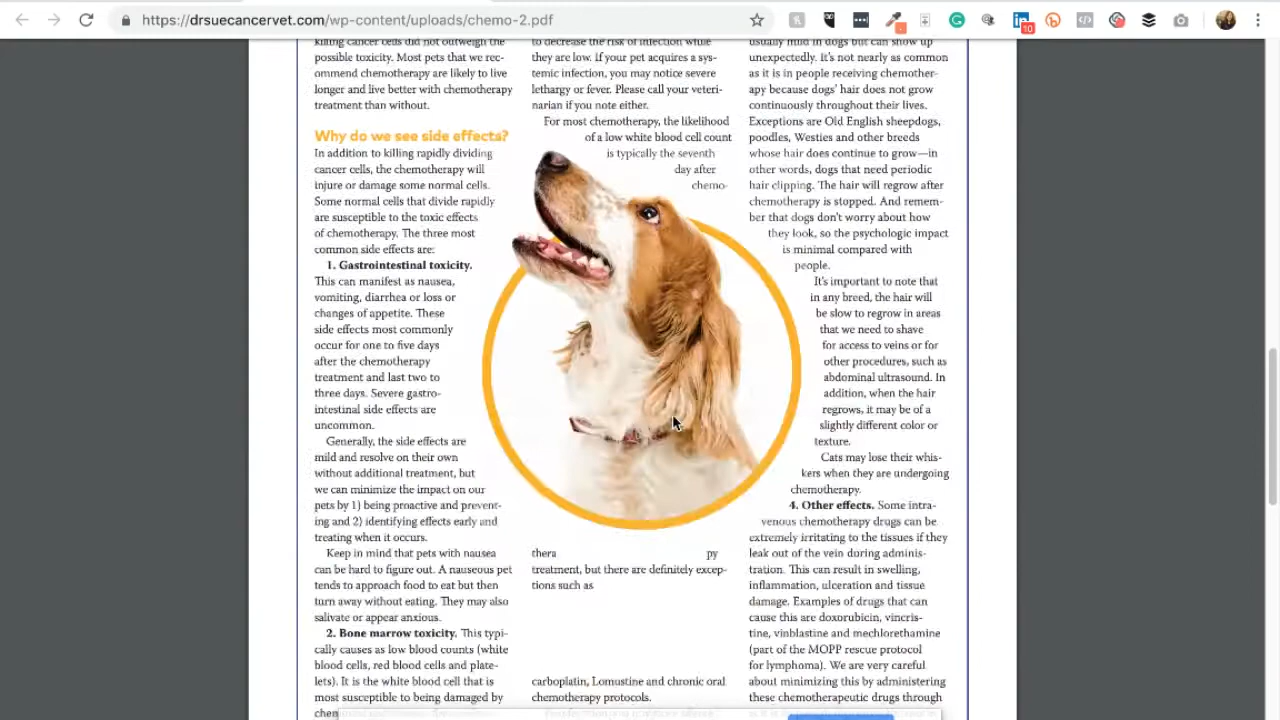 https://drsuecancervet.com/wp-content/uploads/chemo-2.pdf
10
killing cancer cells did not outweigh the
possible toxicity. Most pets that we rec-
ommend chemotherapy are likely to live
longer and live better with chemotherapy
treatment than without.
Why do we see side effects?
In addition to killing rapidly dividing
cancer cells, the chemotherapy will
injure or damage some normal cells.
Some normal cells that divide rapidly
are susceptible to the toxic effects
of chemotherapy. The three most
common side effects are:
1. Gastrointestinal toxicity.
This can manifest as nausea,
vomiting, diarrhea or loss or
changes of appetite. These
side effects most commonly
occur for one to five days
after the chemotherapy
treatment and last two to
three days. Severe gastro-
intestinal side effects are
uncommon.
Generally, the side effects are
mild and resolve on their own
without additional treatment, but
we can minimize the impact on our
pets by 1) being proactive and prevent-
ing and 2) identifying effects early and
treating when it occurs.
Keep in mind that pets with nausea
can be hard to figure out. A nauseous pet
tends to approach food to eat but then
turn away without eating. They may also
salivate or appear anxious.
2. Bone marrow toxicity. This typi-
cally causes as low blood counts (white
blood cells, red blood cells and plate-
lets). It is the white blood cell that is
most susceptible to being damaged by
to decrease the risk of infection while
they are low. If your pet acquires a sys-
temic infection, you may notice severe
lethargy or fever. Please call your veteri-
narian if you note either.
For most chemotherapy, the likelihood
of a low white blood cell count
is typically the seventh
day after
chemo-
thera py
treatment, but there are definitely excep-
tions such as
carboplatin, Lomustine and chronic oral
chemotherapy protocols.
usually mild in dogs but can show up
unexpectedly. It's not nearly as common
as it is in people receiving chemother-
apy because dogs' hair does not grow
continuously throughout their lives.
Exceptions are Old English sheepdogs,
poodles, Westies and other breeds
whose hair does continue to grow—in
other words, dogs that need periodic
hair clipping. The hair will regrow after
chemotherapy is stopped. And remem-
ber that dogs don't worry about how
they look, so the psychologic impact
is minimal compared with
people.
It's important to note that
in any breed, the hair will
be slow to regrow in areas
that we need to shave
for access to veins or for
other procedures, such as
abdominal ultrasound. In
addition, when the hair
regrows, it may be of a
slightly different color or
texture.
Cats may lose their whis-
kers when they are undergoing
chemotherapy.
4. Other effects. Some intra-
venous chemotherapy drugs can be
extremely irritating to the tissues if they
leak out of the vein during adminis-
tration. This can result in swelling,
inflammation, ulceration and tissue
damage. Examples of drugs that can
cause this are doxorubicin, vincris-
tine, vinblastine and mechlorethamine
(part of the MOPP rescue protocol
for lymphoma). We are very careful
about minimizing this by administering
these chemotherapeutic drugs through